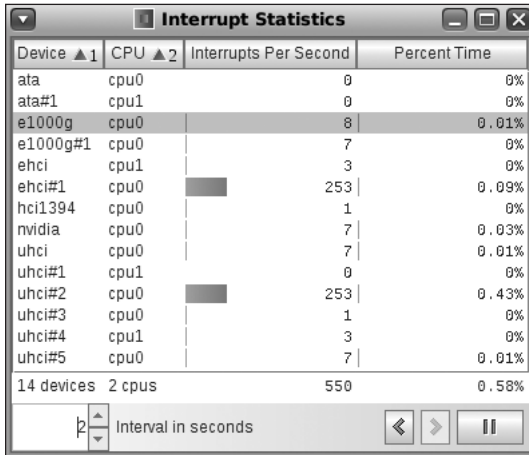 Interrupt Statistics
Device ▲1 CPU ▲2 Interrupts Per Second Percent Time
ata cpu0 0 0%
ata#1 cpu1 0 0%
e1000g cpu0 8 0.01%
e1000g#1 cpu0 7 0%
ehci cpu1 3 0%
ehci#1 cpu0 253 0.09%
hci1394 cpu0 1 0%
nvidia cpu0 7 0.03%
uhci cpu0 7 0.01%
uhci#1 cpu1 0 0%
uhci#2 cpu0 253 0.43%
uhci#3 cpu0 1 0%
uhci#4 cpu1 3 0%
uhci#5 cpu0 7 0.01%
14 devices 2 cpus 550 0.58%
2 Interval in seconds